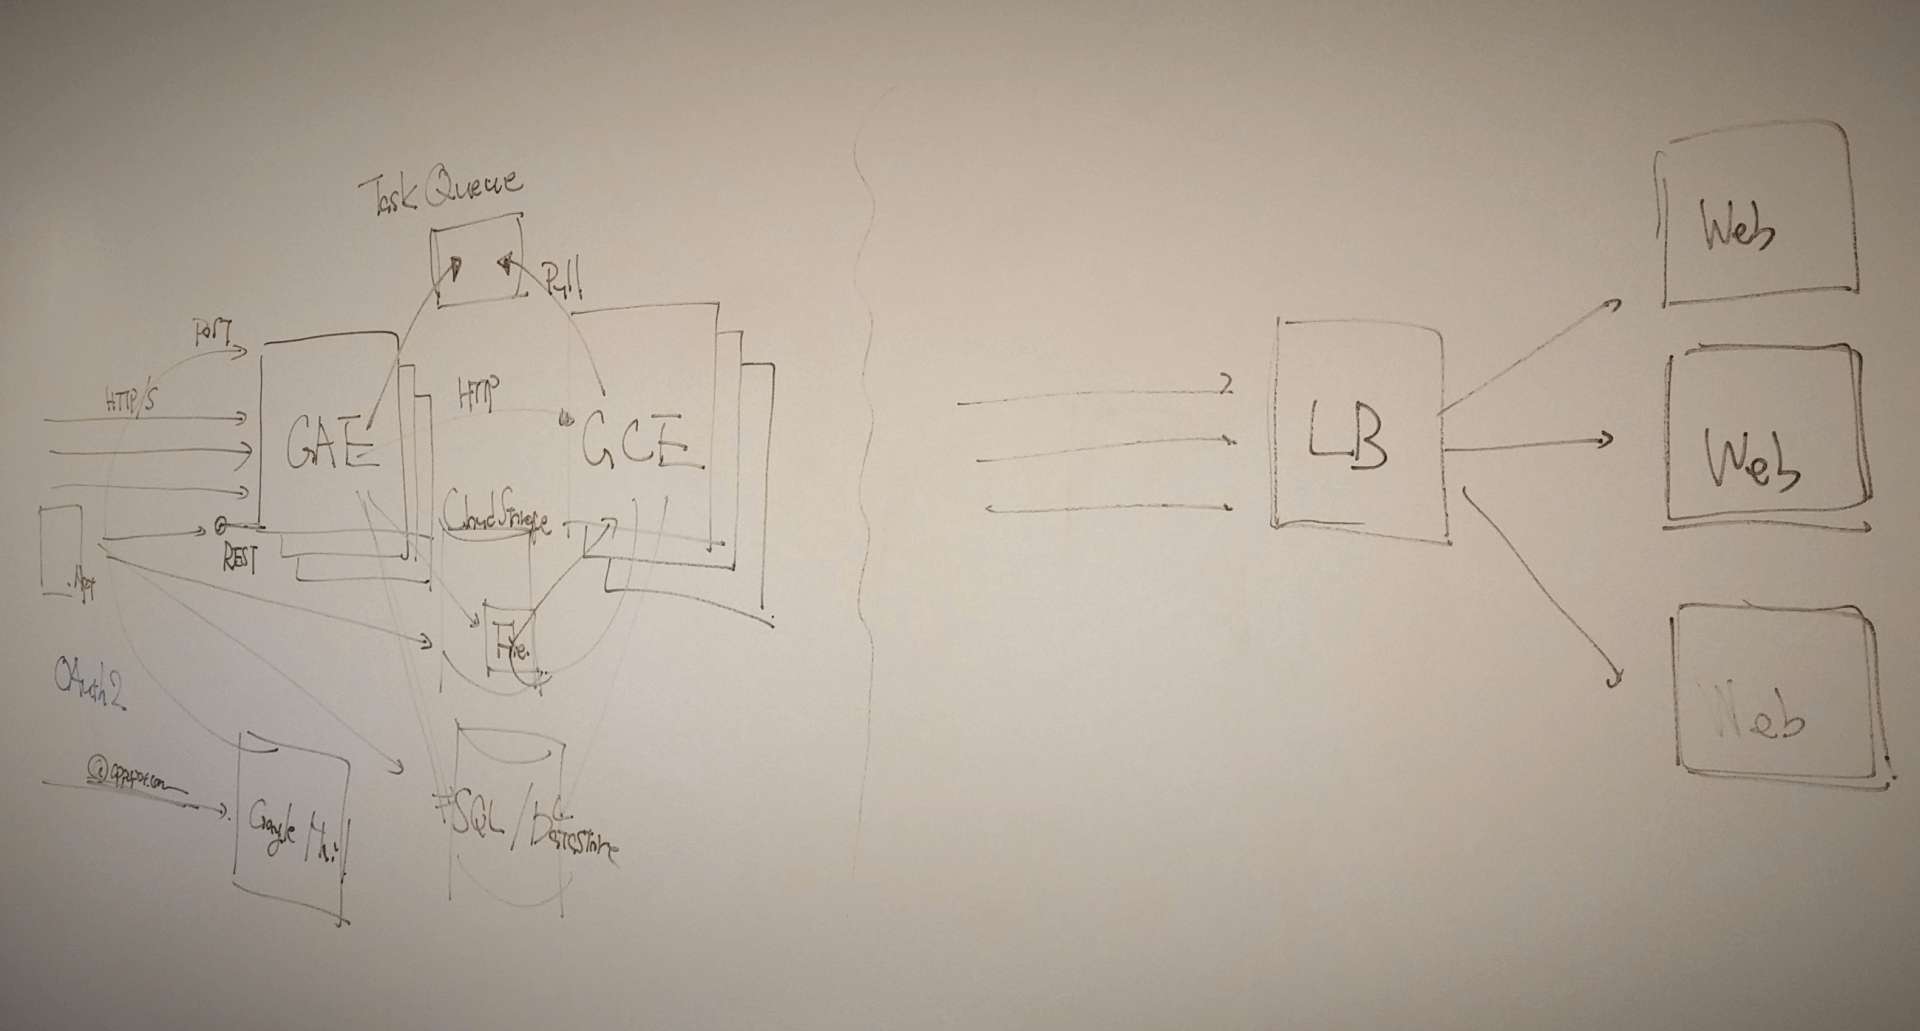 Task Queue
Pull
POST
HTTP/S
HTTP
GAE
GCE
Cloud Storage
REST
App
File
OAuth2
@appspot.com
Google Mail
SQL / Datastore
LB
Web
Web
Web